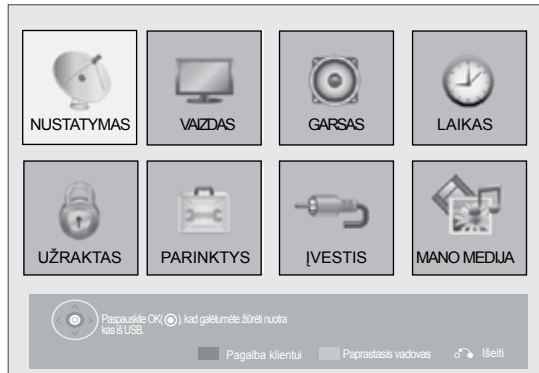 NUSTATYMAS VAIZDAS GARSAS LAIKAS
UŽRAKTAS PARINKTYS ĮVESTIS MANO MEDIJA
Paspauskite OK(◉), kad galėtumėte žiūrėti nuotra
kas iš USB.
Pagalba klientui Paprastasis vadovas Išeiti